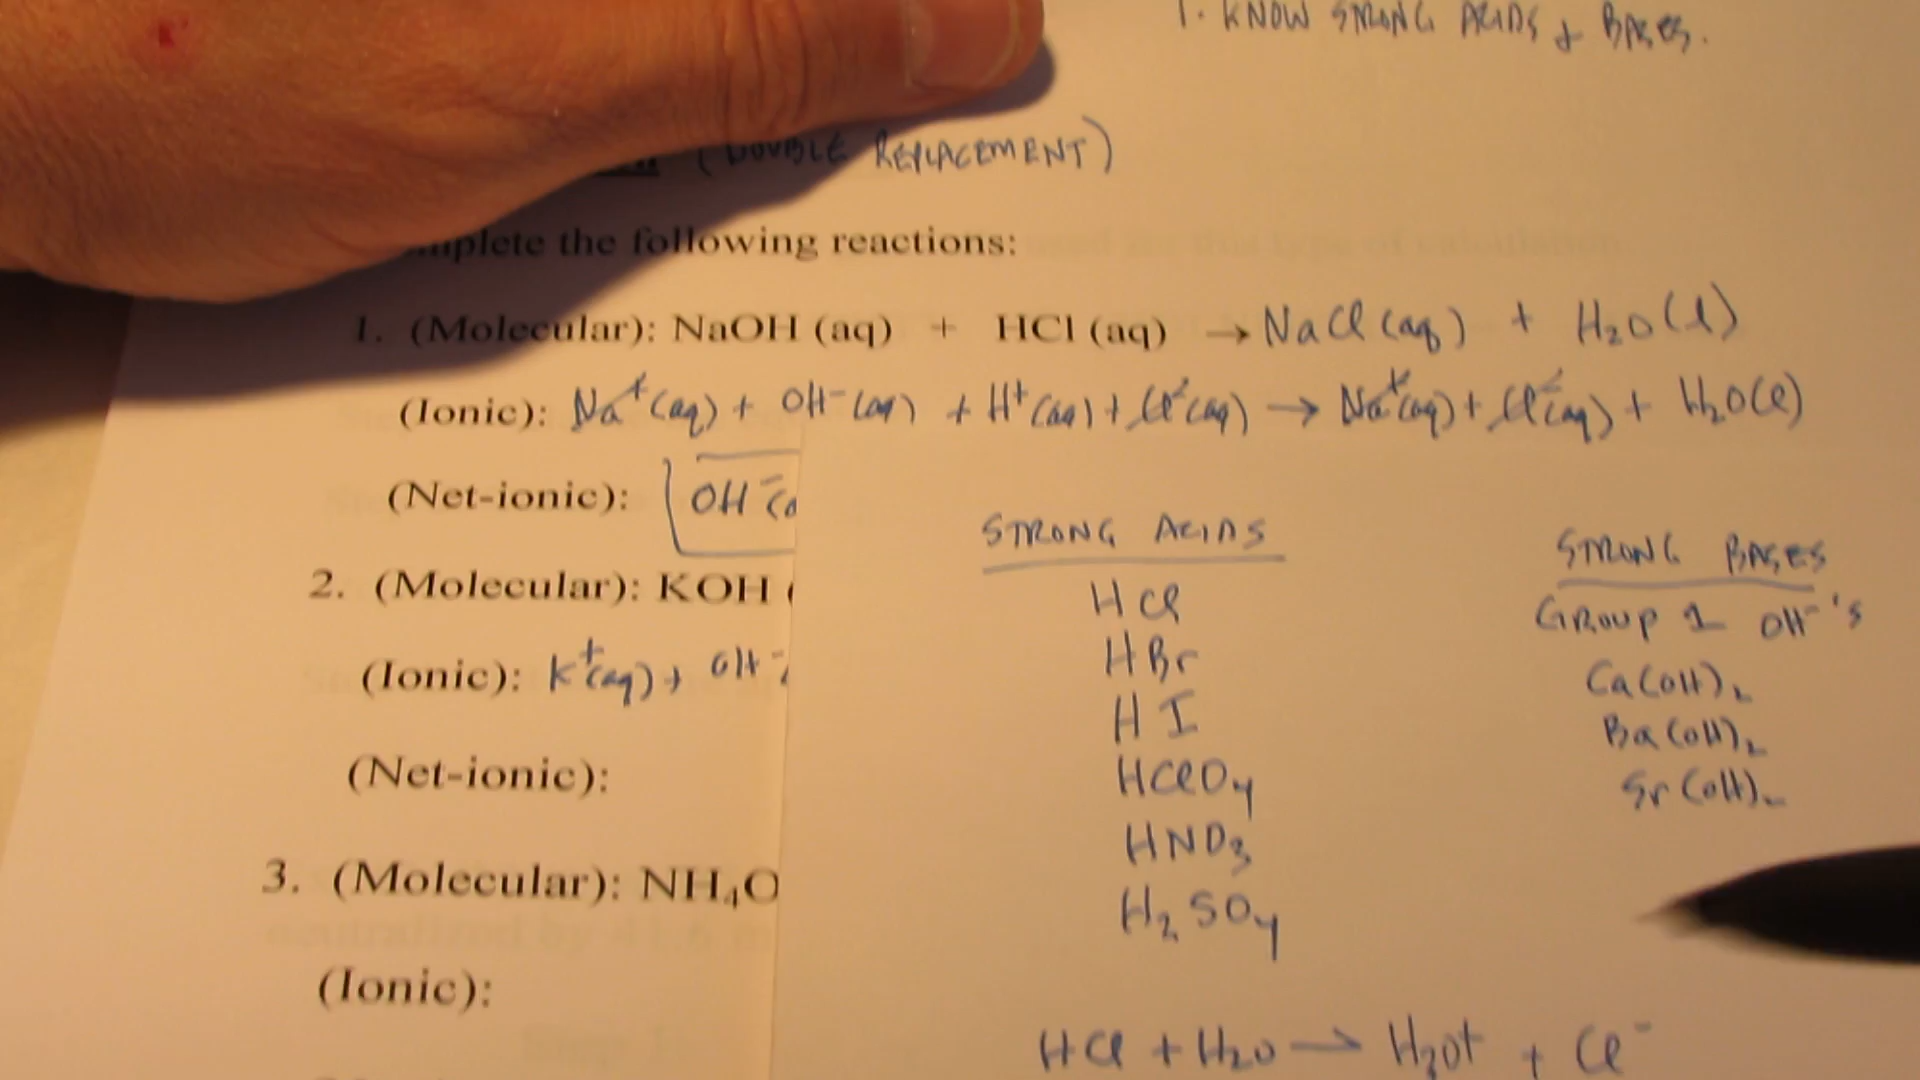 1. KNOW STRONG ACIDS + BASES.
(DOUBLE REPLACEMENT)
mplete the following reactions:
1. (Molecular): NaOH (aq) + HCl (aq) → NaCl (aq) + H₂O (l)
(Ionic): Na⁺(aq) + OH⁻(aq) + H⁺(aq) + Cl⁻(aq) → Na⁺(aq) + Cl⁻(aq) + H₂O(l)
(Net-ionic): OH⁻(a
2. (Molecular): KOH (
(Ionic): K⁺(aq) + OH⁻(
(Net-ionic):
3. (Molecular): NH₄O
(Ionic):
STRONG ACIDS
HCl
HBr
HI
HClO₄
HNO₃
H₂SO₄
STRONG BASES
GROUP 1 OH⁻'s
Ca(OH)₂
Ba(OH)₂
Sr(OH)₂
HCl + H₂O → H₃O+ + Cl⁻